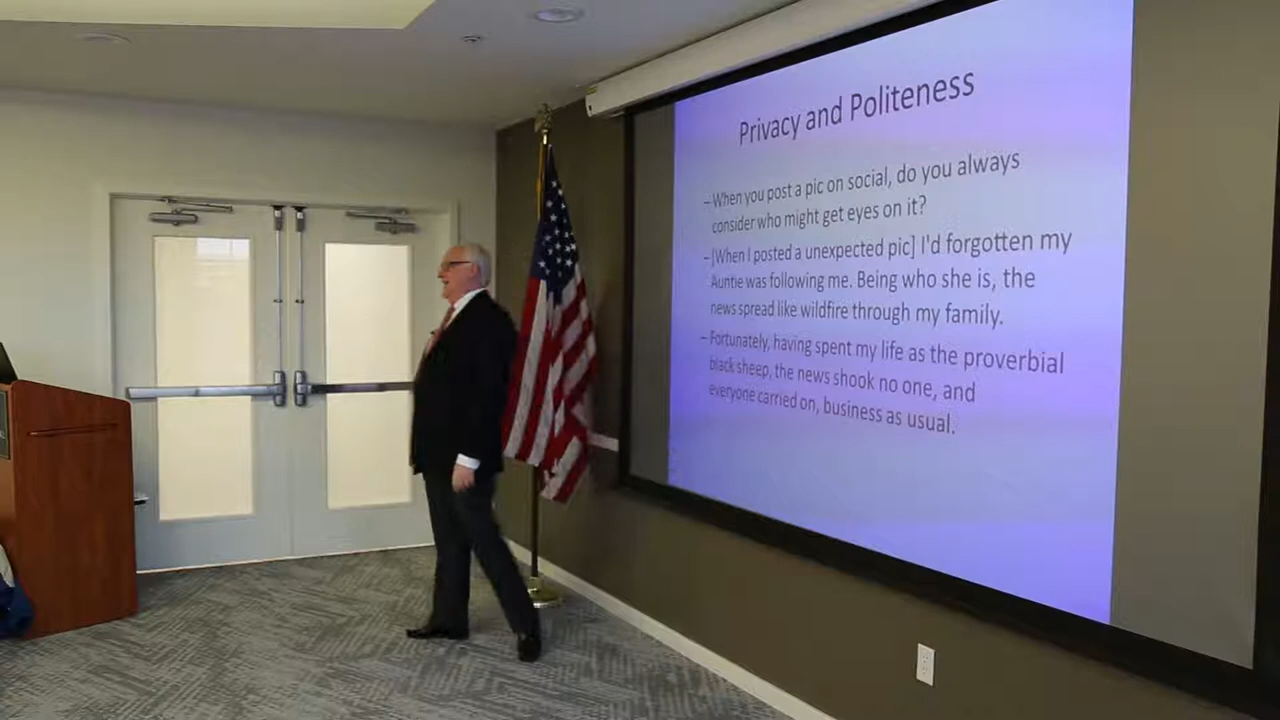 Privacy and Politeness
– When you post a pic on social, do you always
consider who might get eyes on it?
– [When I posted a unexpected pic] I'd forgotten my
Auntie was following me. Being who she is, the
news spread like wildfire through my family.
– Fortunately, having spent my life as the proverbial
black sheep, the news shook no one, and
everyone carried on, business as usual.